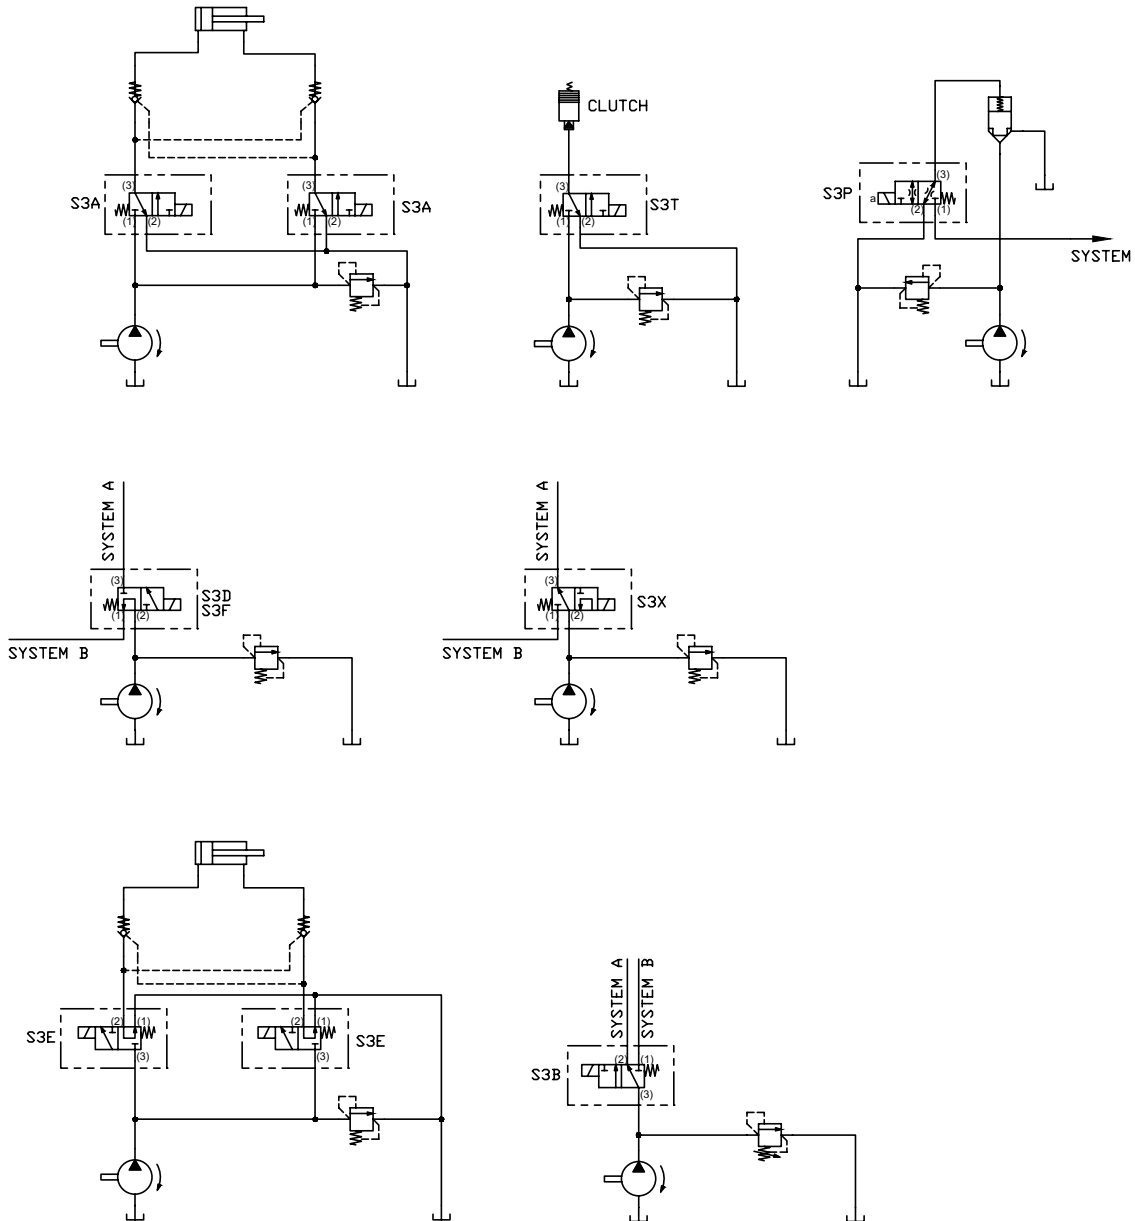 CLUTCH
(3)
S3A
(1)
(2)
(3)
S3A
(1)
(2)
(3)
S3T
(1)
(2)
(3)
S3P
a
(2)
(1)
SYSTEM
SYSTEM A
(3)
S3D
S3F
(1)
(2)
SYSTEM B
SYSTEM A
(3)
S3X
(1)
(2)
SYSTEM B
(2)
(1)
S3E
(3)
(2)
(1)
S3E
(3)
SYSTEM A
SYSTEM B
(2)
(1)
S3B
(3)